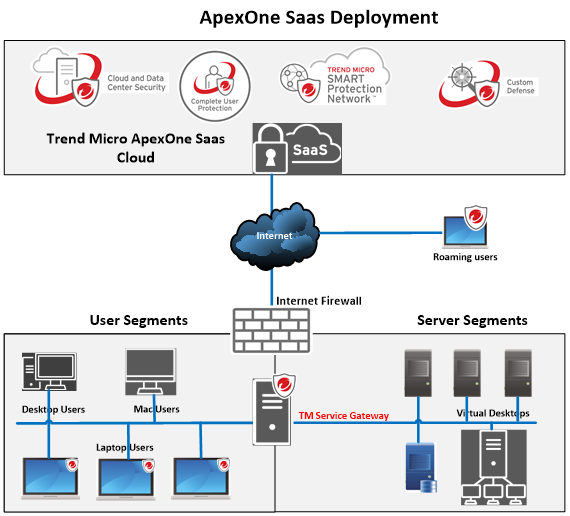 ApexOne Saas Deployment
Cloud and Data
Center Security
Complete User
Protection
TREND MICRO
SMART
Protection
Network™
Custom
Defense
Trend Micro ApexOne Saas
Cloud
SaaS
Internet
Roaming users
Internet Firewall
User Segments
Server Segments
Desktop Users
Mac Users
TM Service Gateway
Virtual Desktops
Laptop Users